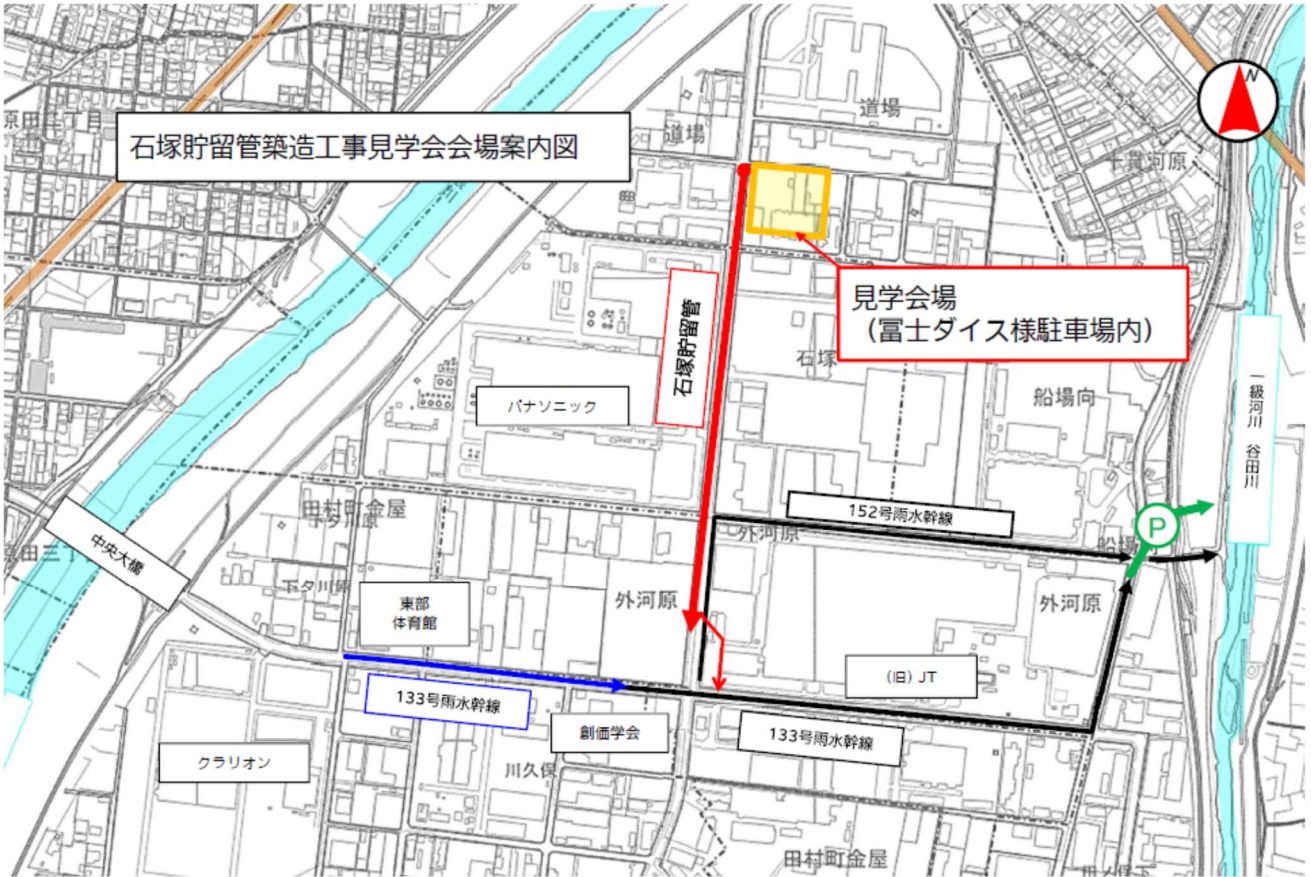 石塚貯留管築造工事見学会会場案内図
N
道場
道場
十貫河原
見学会場
（冨士ダイス様駐車場内）
石塚貯留管
石塚
船場向
一級河川　谷田川
パナソニック
田村町金屋
下タ川原
152号雨水幹線
外河原
P
中央大橋
下タ川原
東部
体育館
外河原
外河原
(旧) JT
133号雨水幹線
創価学会
133号雨水幹線
クラリオン
川久保
田村町金屋